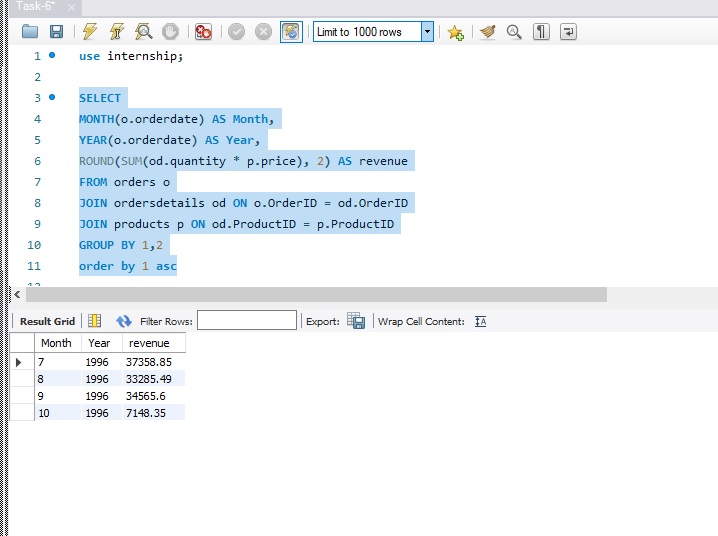 Task-6* ×
Limit to 1000 rows
1 use internship;
2
3 SELECT
4 MONTH(o.orderdate) AS Month,
5 YEAR(o.orderdate) AS Year,
6 ROUND(SUM(od.quantity * p.price), 2) AS revenue
7 FROM orders o
8 JOIN ordersdetails od ON o.OrderID = od.OrderID
9 JOIN products p ON od.ProductID = p.ProductID
10 GROUP BY 1,2
11 order by 1 asc
12
Result Grid Filter Rows: Export: Wrap Cell Content:
Month Year revenue
7 1996 37358.85
8 1996 33285.49
9 1996 34565.6
10 1996 7148.35